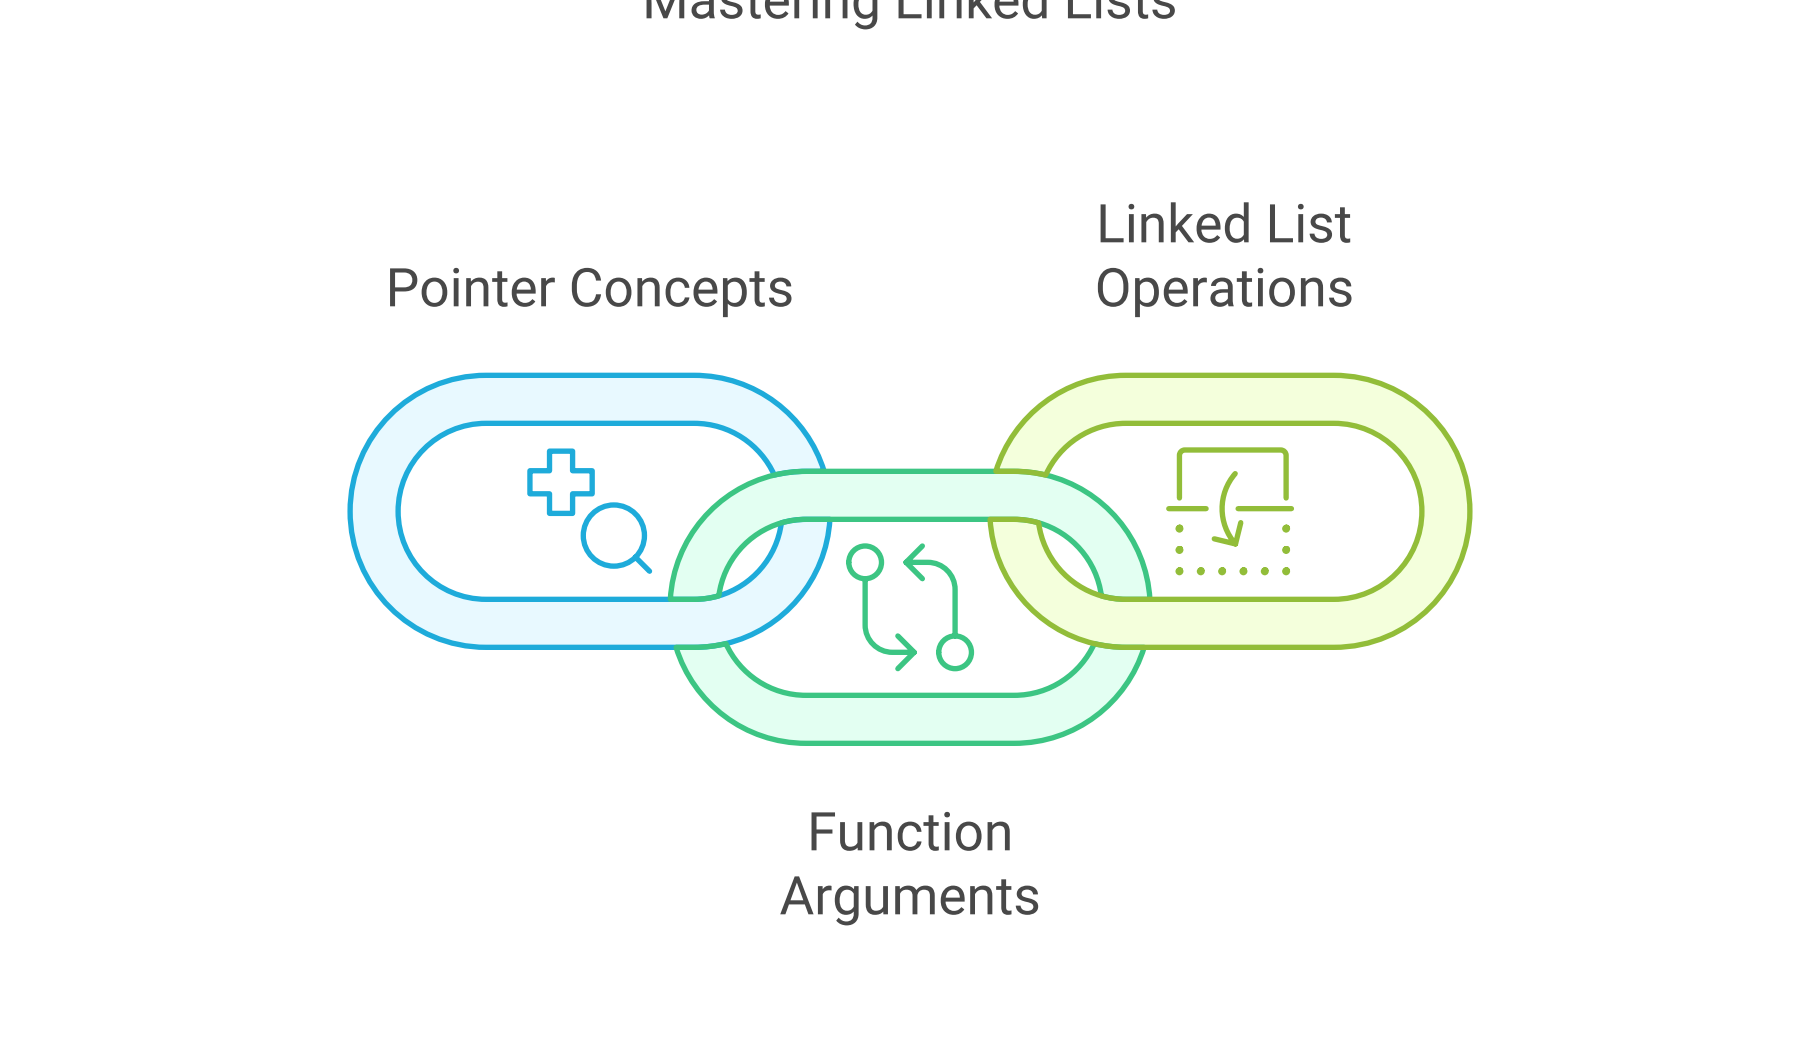 Mastering Linked Lists
Linked List
Operations
Pointer Concepts
Function
Arguments